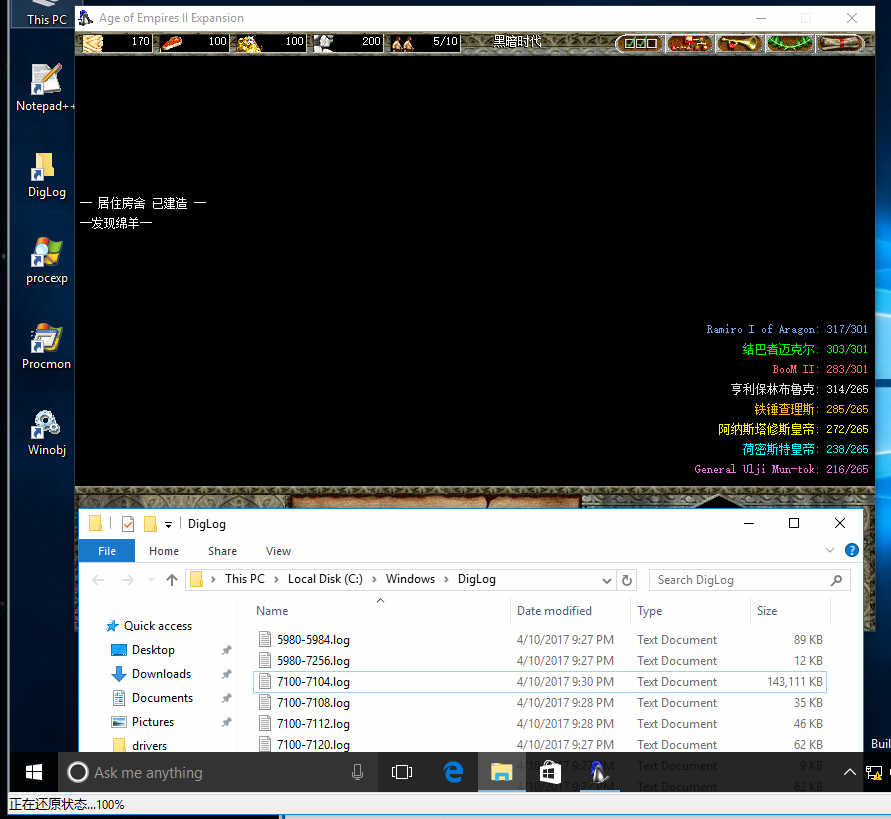 This PC
Age of Empires II Expansion
170 100 100 200 5/10 黑暗时代
Notepad++
DigLog
procexp
Procmon
Winobj
一 居住房舍 已建造 一
一发现绵羊一
Ramiro I of Aragon: 317/301
结巴者迈克尔: 303/301
BooM II: 283/301
亨利保林布鲁克: 314/265
铁锤查理斯: 285/265
阿纳斯塔修斯皇帝: 272/265
荷密斯特皇帝: 238/265
General Ulji Mun-tok: 216/265
DigLog
File Home Share View
This PC > Local Disk (C:) > Windows > DigLog
Search DigLog
Name Date modified Type Size
Quick access
Desktop
Downloads
Documents
Pictures
drivers
5980-5984.log 4/10/2017 9:27 PM Text Document 89 KB
5980-7256.log 4/10/2017 9:27 PM Text Document 12 KB
7100-7104.log 4/10/2017 9:30 PM Text Document 143,111 KB
7100-7108.log 4/10/2017 9:28 PM Text Document 35 KB
7100-7112.log 4/10/2017 9:28 PM Text Document 46 KB
7100-7120.log 4/10/2017 9:27 PM Text Document 62 KB
Buil
Ask me anything
正在还原状态...100%